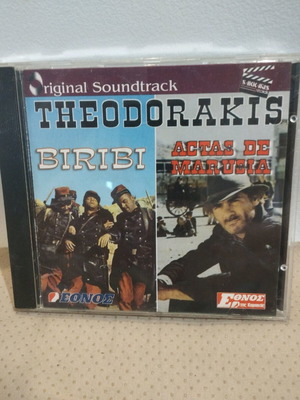 Original Soundtrack
THEODORAKIS
BIRIBI
ACTAS DE
MARUSIA
ΕΘΝΟΣ
ΕΘΝΟΣ